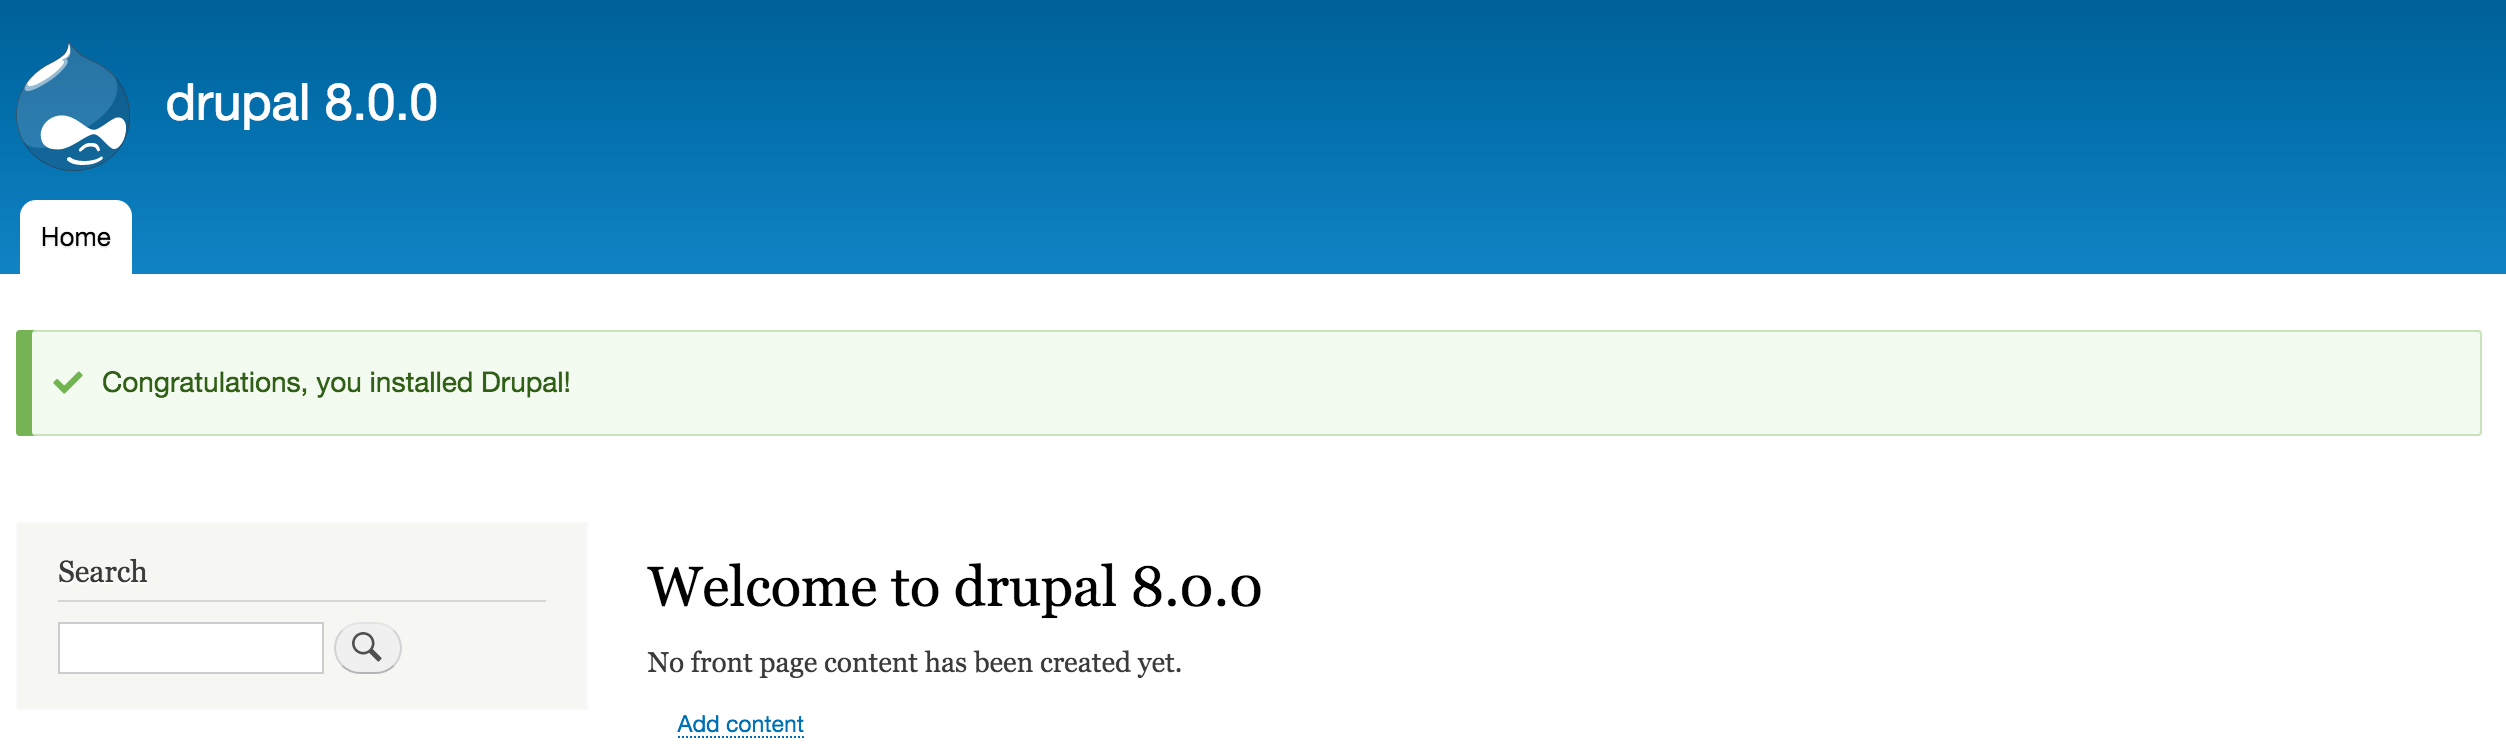 drupal 8.0.0
Home
Congratulations, you installed Drupal!
Search
Welcome to drupal 8.0.0
No front page content has been created yet.
Add content